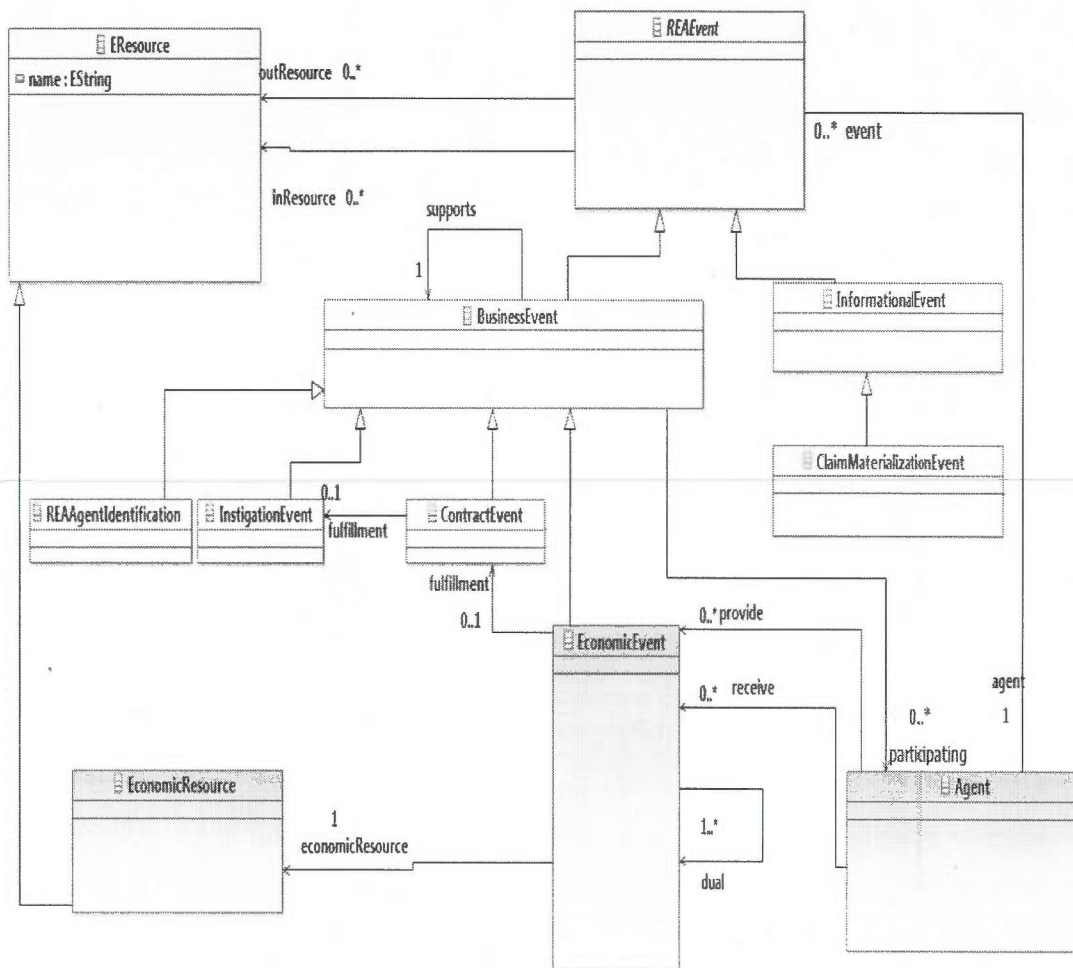 EResource
name : EString
REAEvent
outResource 0..*
0..* event
inResource 0..*
supports
1
BusinessEvent
InformationalEvent
ClaimMaterializationEvent
REAAgentIdentification
InstigationEvent
0..1
fulfillment
ContractEvent
fulfillment
0..1
0..* provide
EconomicEvent
0..* receive
agent
0..*
1
participating
EconomicResource
Agent
1
economicResource
1..*
dual